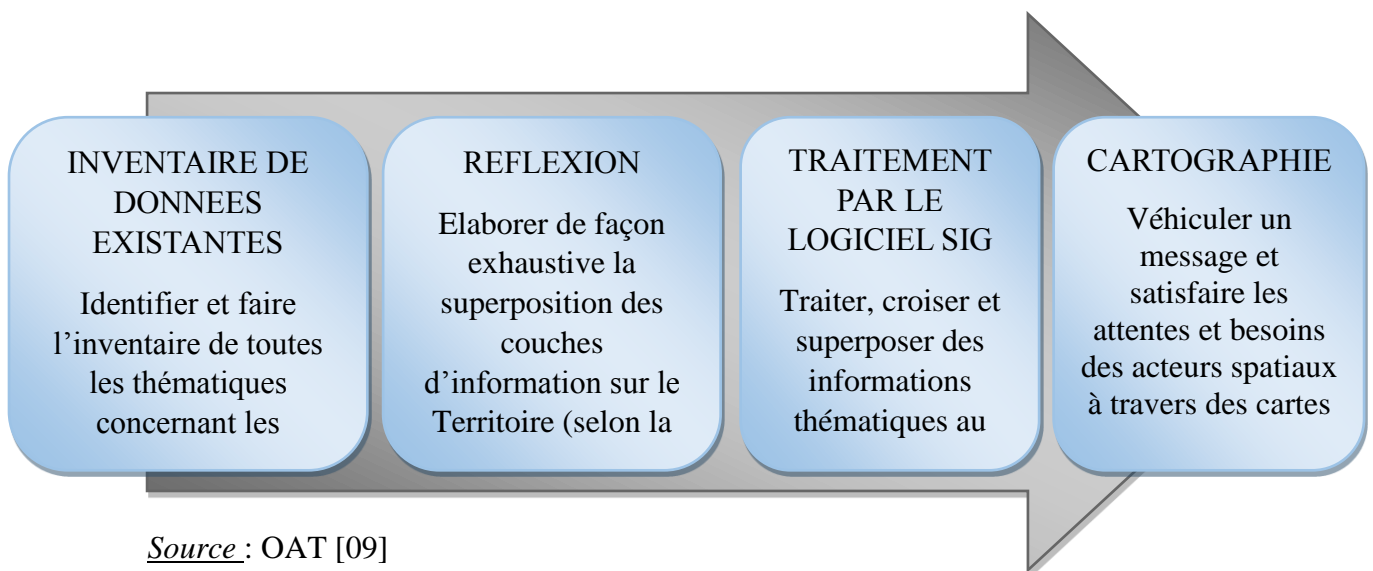 INVENTAIRE DE
DONNEES
EXISTANTES
Identifier et faire
l’inventaire de toutes
les thématiques
concernant les
REFLEXION
Elaborer de façon
exhaustive la
superposition des
couches
d’information sur le
Territoire (selon la
TRAITEMENT
PAR LE
LOGICIEL SIG
Traiter, croiser et
superposer des
informations
thématiques au
CARTOGRAPHIE
Véhiculer un
message et
satisfaire les
attentes et besoins
des acteurs spatiaux
à travers des cartes
Source : OAT [09]